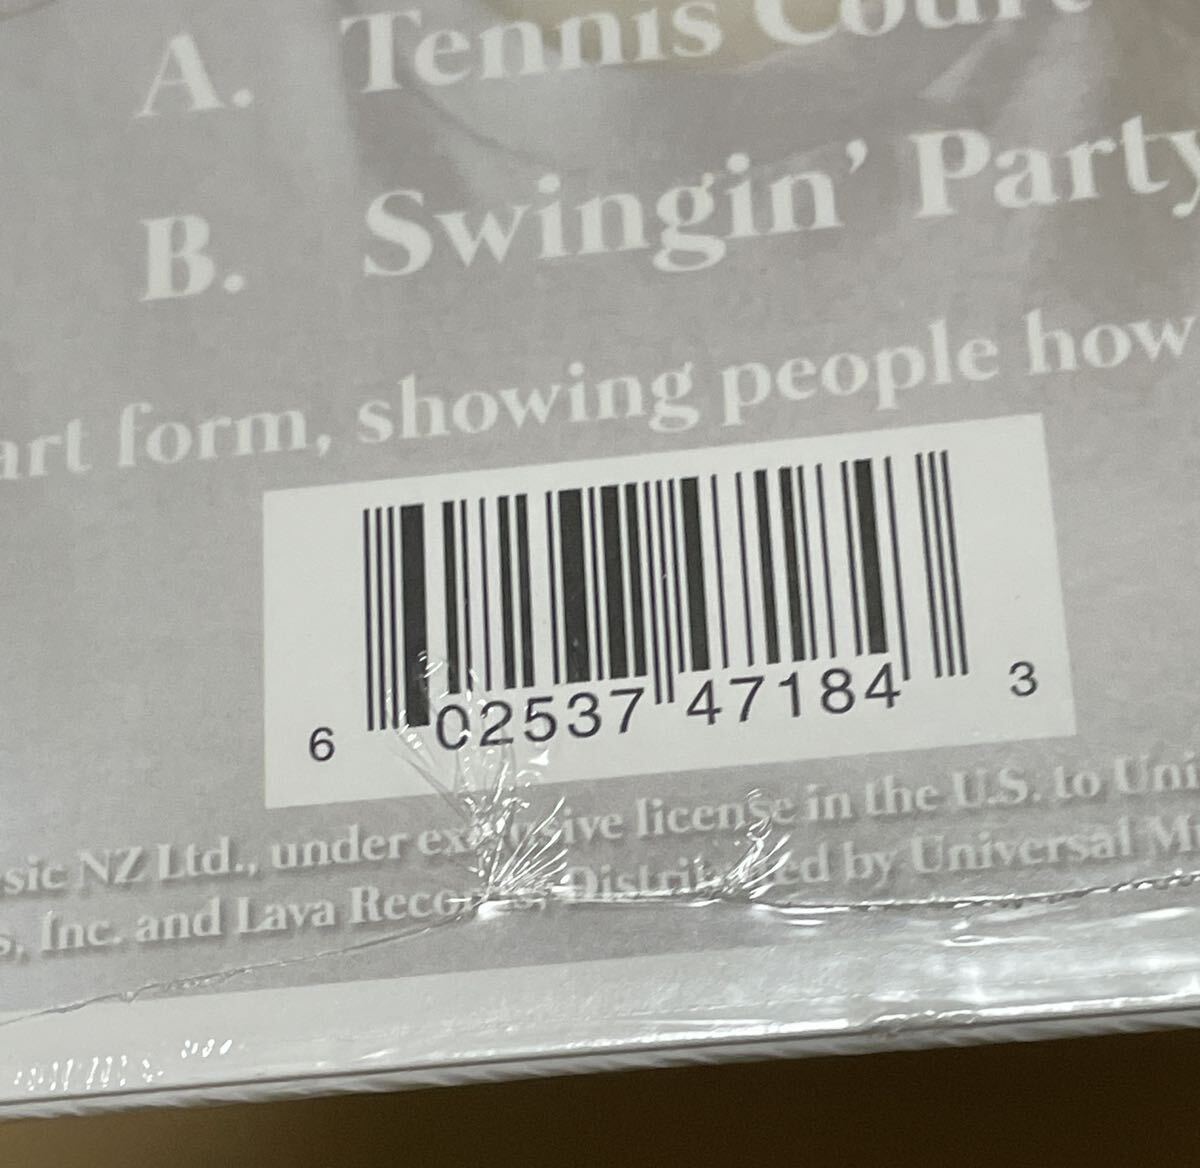 A. Tennis Court
B. Swingin' Party
art form, showing people how
6 02537 47184 3
sic NZ Ltd., under exclusive license in the U.S. to Uni
s, Inc. and Lava Records, Distributed by Universal M